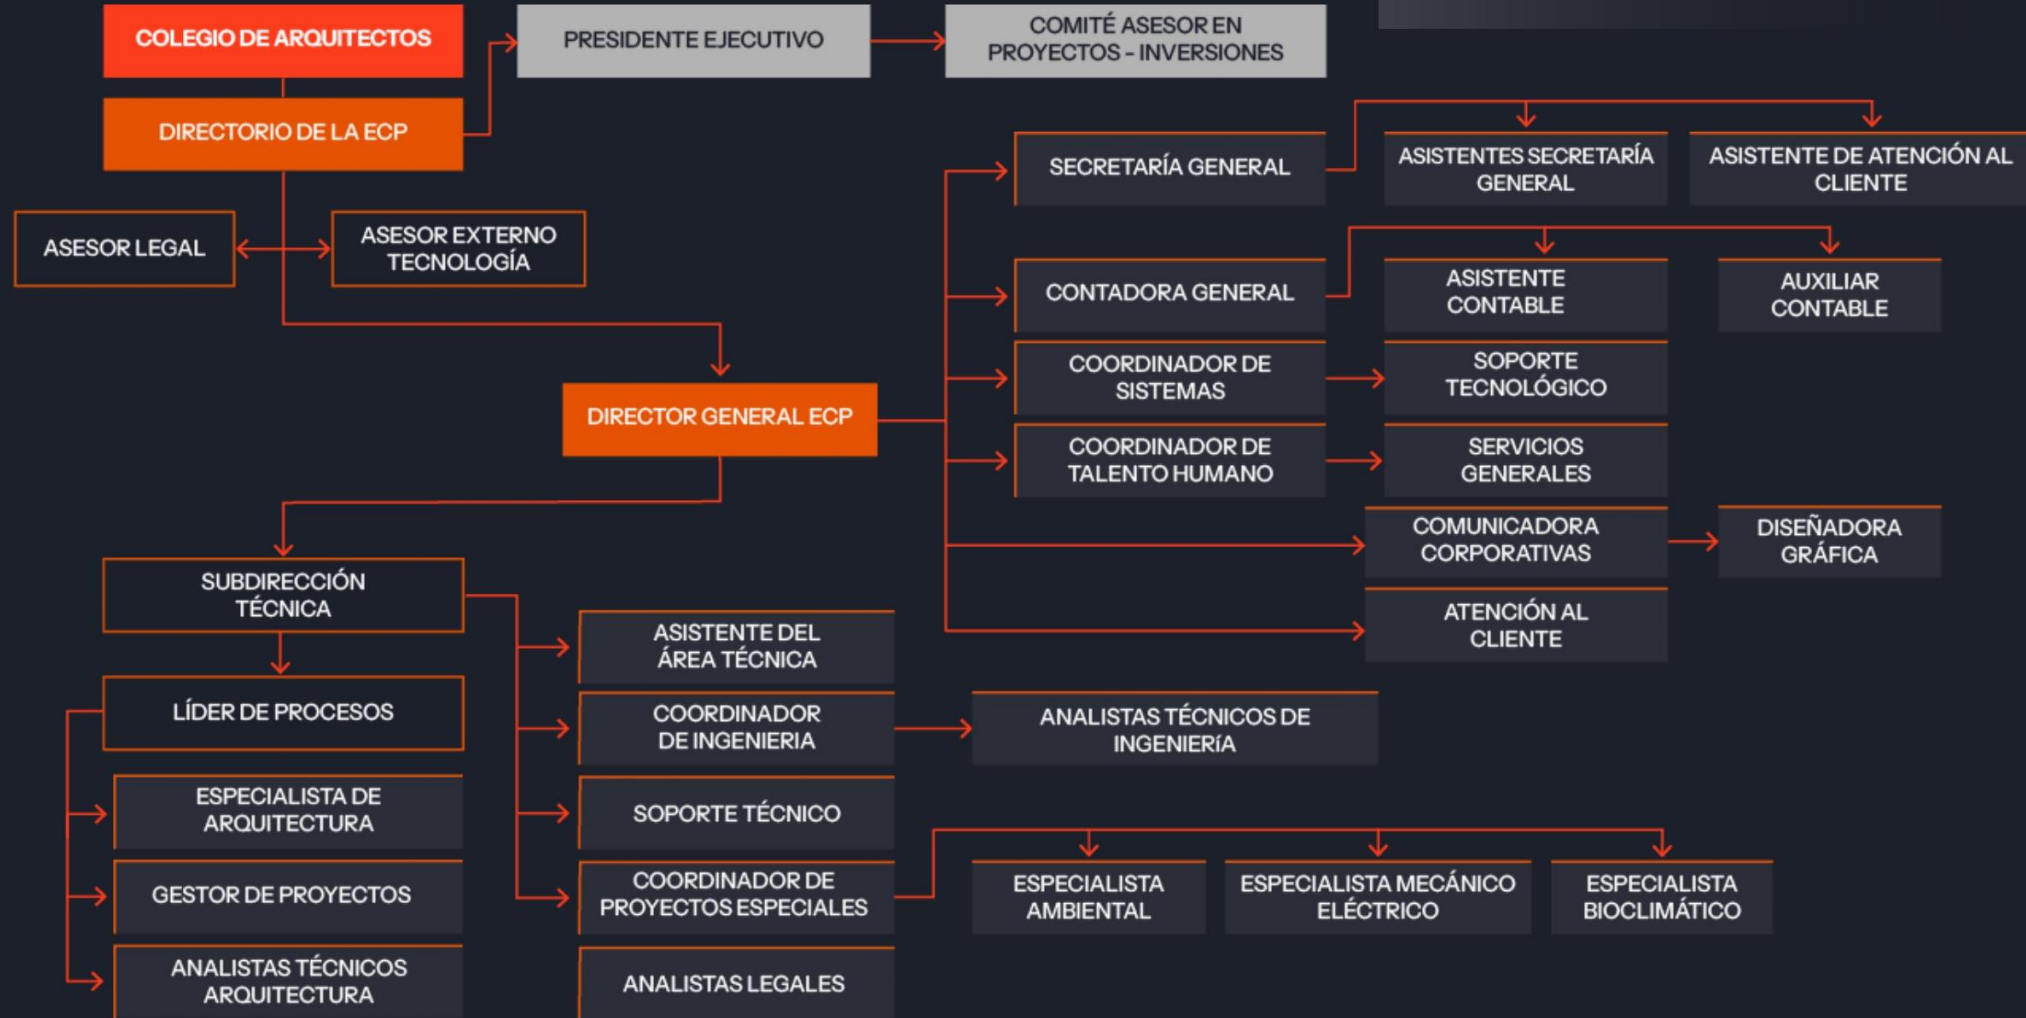 COLEGIO DE ARQUITECTOS
PRESIDENTE EJECUTIVO
COMITÉ ASESOR EN
PROYECTOS - INVERSIONES
DIRECTORIO DE LA ECP
ASESOR LEGAL
ASESOR EXTERNO
TECNOLOGÍA
SECRETARÍA GENERAL
ASISTENTES SECRETARÍA
GENERAL
ASISTENTE DE ATENCIÓN AL
CLIENTE
CONTADORA GENERAL
ASISTENTE
CONTABLE
AUXILIAR
CONTABLE
COORDINADOR DE
SISTEMAS
SOPORTE
TECNOLÓGICO
DIRECTOR GENERAL ECP
COORDINADOR DE
TALENTO HUMANO
SERVICIOS
GENERALES
COMUNICADORA
CORPORATIVAS
DISEÑADORA
GRÁFICA
ATENCIÓN AL
CLIENTE
SUBDIRECCIÓN
TÉCNICA
LÍDER DE PROCESOS
ESPECIALISTA DE
ARQUITECTURA
GESTOR DE PROYECTOS
ANALISTAS TÉCNICOS
ARQUITECTURA
ASISTENTE DEL
ÁREA TÉCNICA
COORDINADOR
DE INGENIERIA
ANALISTAS TÉCNICOS DE
INGENIERíA
SOPORTE TÉCNICO
COORDINADOR DE
PROYECTOS ESPECIALES
ESPECIALISTA
AMBIENTAL
ESPECIALISTA MECÁNICO
ELÉCTRICO
ESPECIALISTA
BIOCLIMÁTICO
ANALISTAS LEGALES